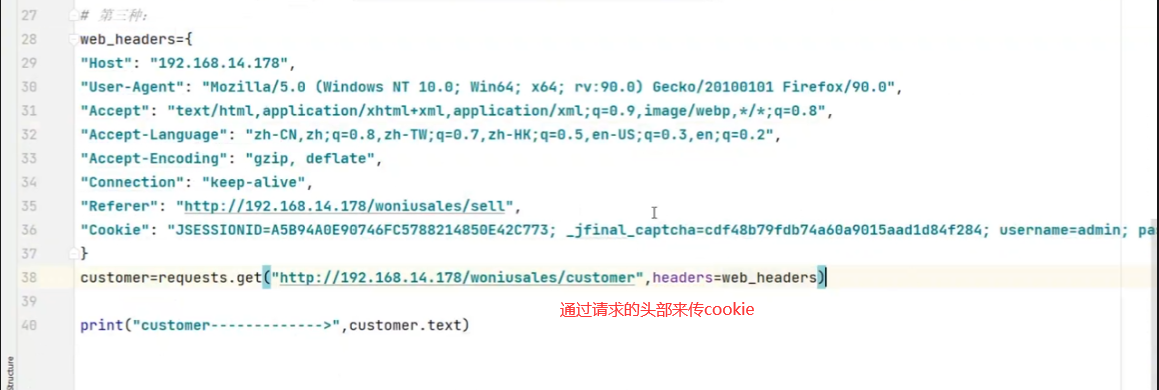 27 # 第三种:
28 web_headers={
29 "Host": "192.168.14.178",
30 "User-Agent": "Mozilla/5.0 (Windows NT 10.0; Win64; x64; rv:90.0) Gecko/20100101 Firefox/90.0",
31 "Accept": "text/html,application/xhtml+xml,application/xml;q=0.9,image/webp,*/*;q=0.8",
32 "Accept-Language": "zh-CN,zh;q=0.8,zh-TW;q=0.7,zh-HK;q=0.5,en-US;q=0.3,en;q=0.2",
33 "Accept-Encoding": "gzip, deflate",
34 "Connection": "keep-alive",
35 "Referer": "http://192.168.14.178/woniusales/sell",
36 "Cookie": "JSESSIONID=A5B94A0E90746FC5788214850E42C773; _jfinal_captcha=cdf48b79fdb74a60a9015aad1d84f284; username=admin; pa
37 }
38 customer=requests.get("http://192.168.14.178/woniusales/customer",headers=web_headers)
39
通过请求的头部来传cookie
40 print("customer------------->",customer.text)
Structure